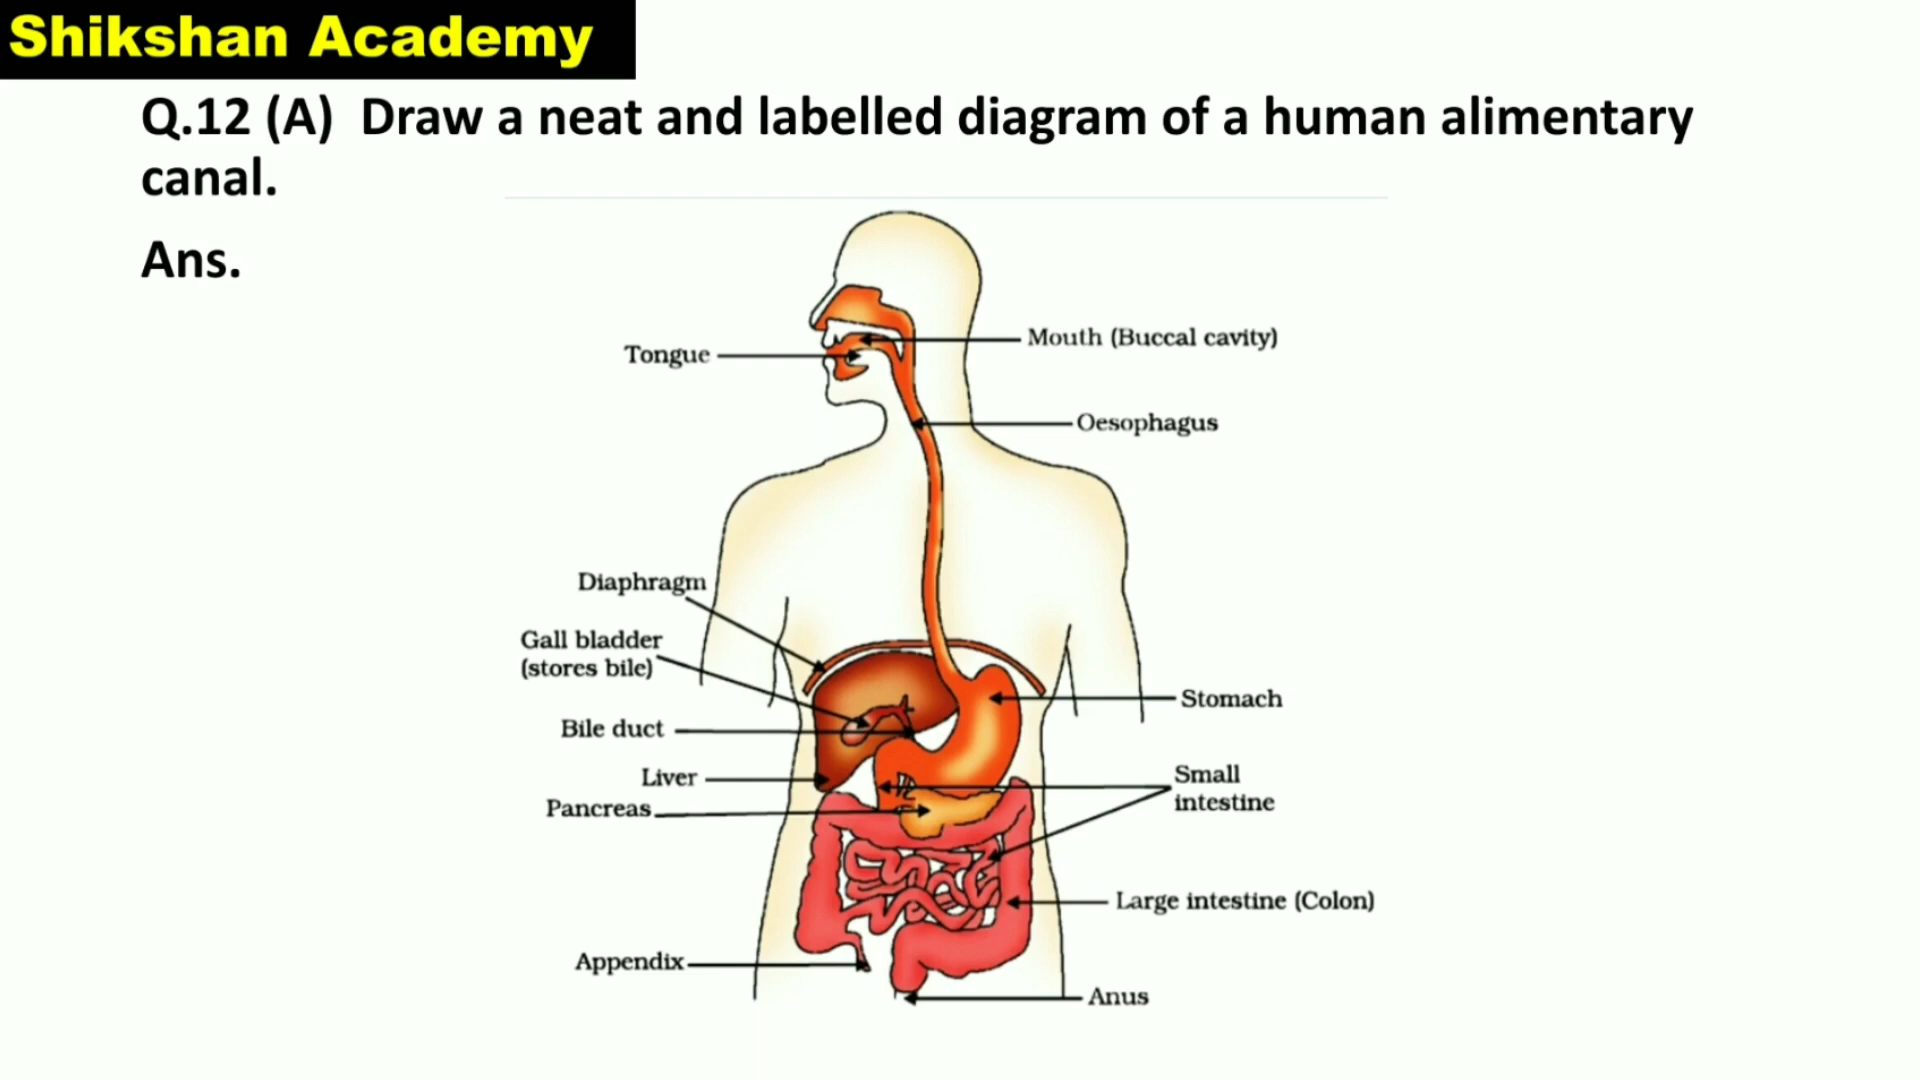 Shikshan Academy
Q.12 (A) Draw a neat and labelled diagram of a human alimentary
canal.
Ans.
Mouth (Buccal cavity)
Tongue
Oesophagus
Diaphragm
Gall bladder
(stores bile)
Stomach
Bile duct
Liver
Small
intestine
Pancreas
Large intestine (Colon)
Appendix
Anus